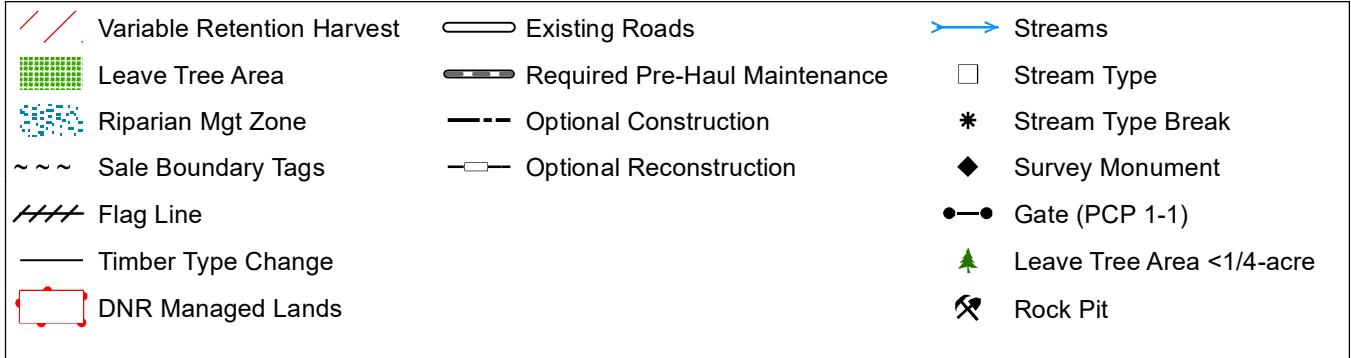 Variable Retention Harvest
Leave Tree Area
Riparian Mgt Zone
Sale Boundary Tags
Flag Line
Timber Type Change
DNR Managed Lands
Existing Roads
Required Pre-Haul Maintenance
Optional Construction
Optional Reconstruction
Streams
Stream Type
Stream Type Break
Survey Monument
Gate (PCP 1-1)
Leave Tree Area <1/4-acre
Rock Pit